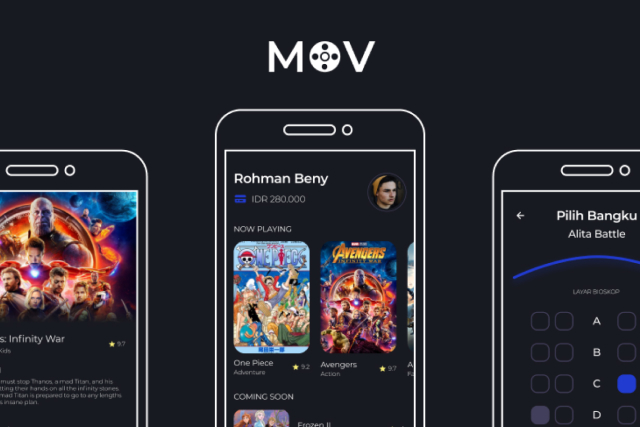 MOV
Rohman Beny
IDR 280.000
NOW PLAYING
ONE PIECE
AVENGERS
INFINITY WAR
One Piece
9.2
Adventure
Avengers
9.7
Action
COMING SOON
Frozen II
s: Infinity War
9.7
Kids
must stop Thanos, a mad Titan, and his
tting their hands on all the infinity stones.
mad Titan is prepared to go to any lengths
s insane plan.
Pilih Bangku
Alita Battle
LAYAR BIOSKOP
A
B
C
D